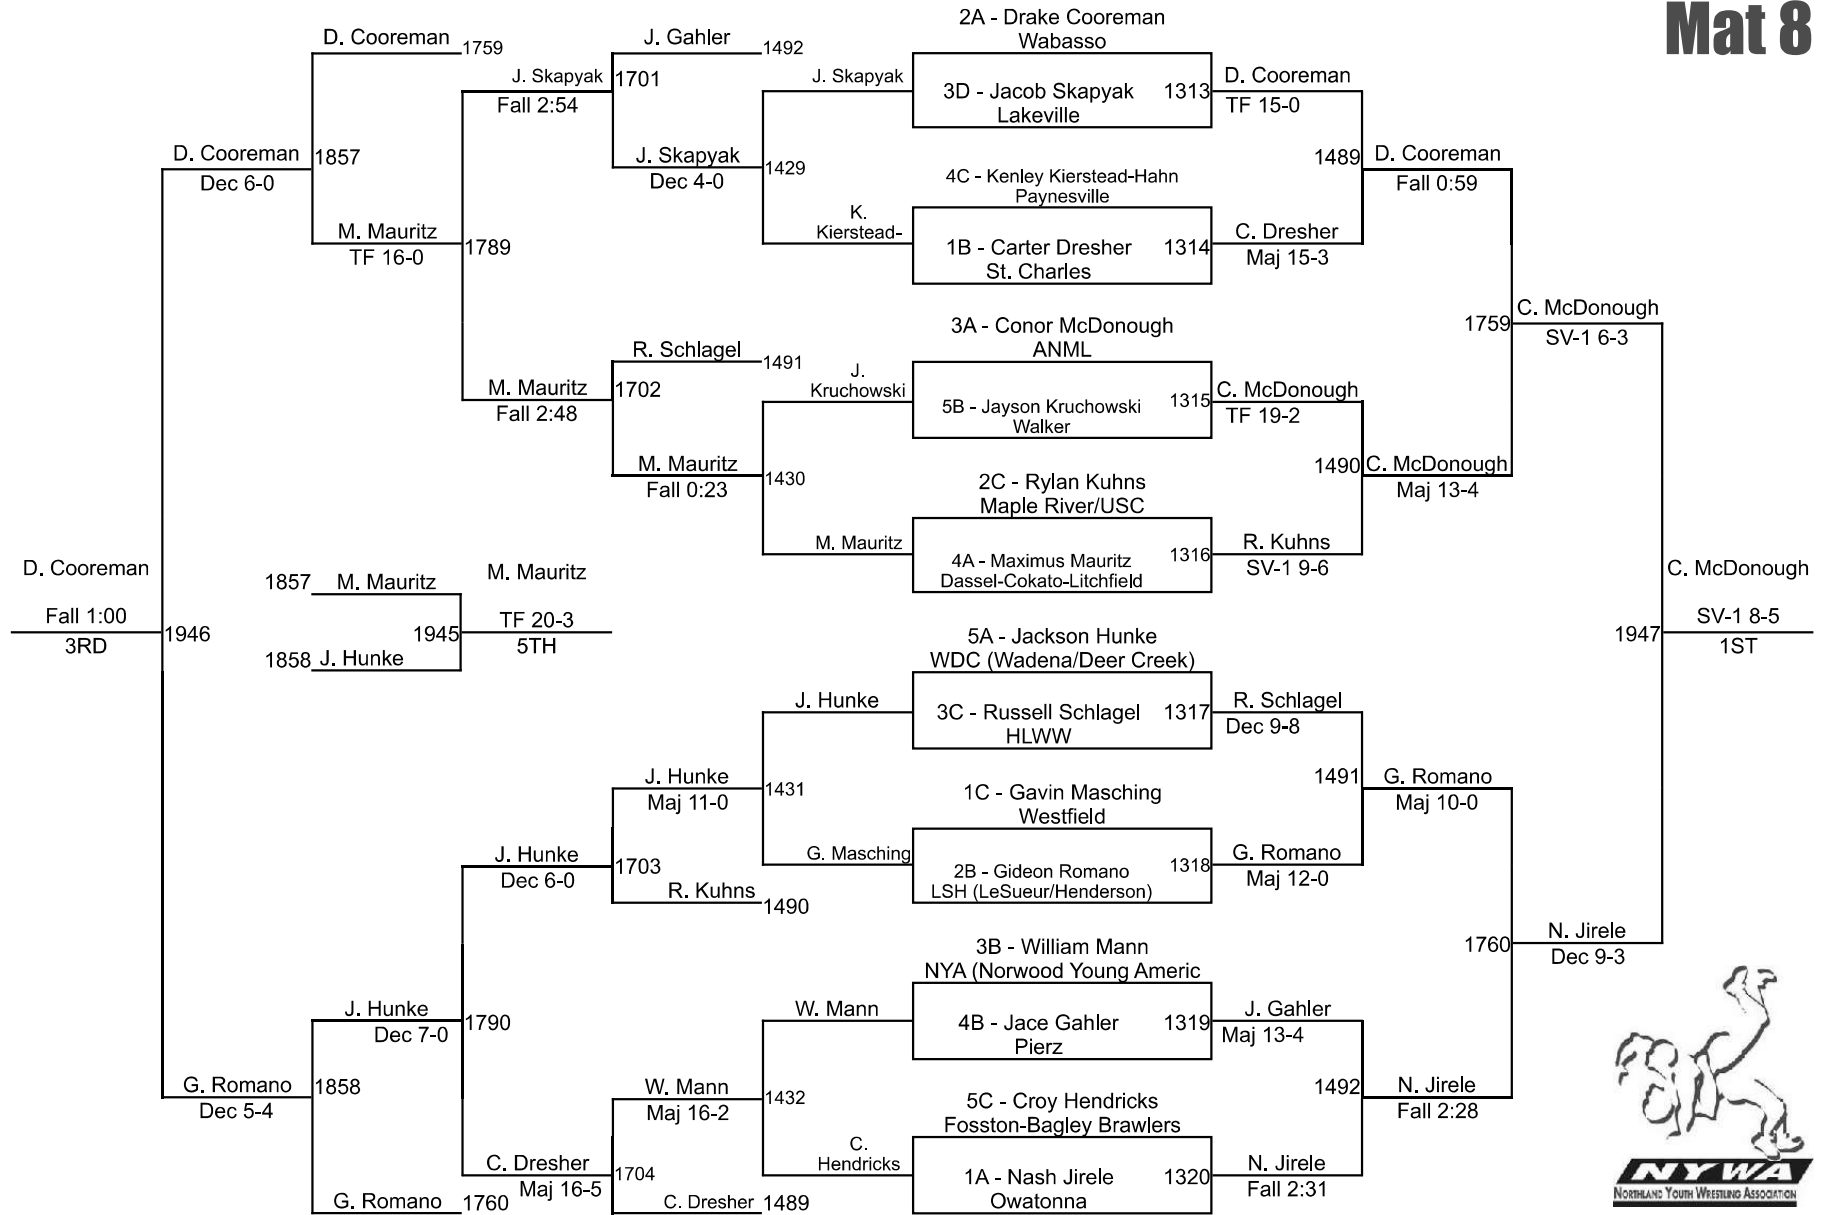 Mat 8
2A - Drake Cooreman
Wabasso
D. Cooreman 1759
J. Gahler 1492
J. Skapyak 1701
Fall 2:54
J. Skapyak
3D - Jacob Skapyak 1313
Lakeville
D. Cooreman
TF 15-0
D. Cooreman 1857
Dec 6-0
J. Skapyak 1429
Dec 4-0
4C - Kenley Kierstead-Hahn
Paynesville
1489 D. Cooreman
Fall 0:59
M. Mauritz 1789
TF 16-0
K.
Kierstead-
1B - Carter Dresher 1314
St. Charles
C. Dresher
Maj 15-3
3A - Conor McDonough
ANML
1759 C. McDonough
SV-1 6-3
R. Schlagel 1491
M. Mauritz 1702
Fall 2:48
J.
Kruchowski
5B - Jayson Kruchowski 1315
Walker
C. McDonough
TF 19-2
M. Mauritz 1430
Fall 0:23
2C - Rylan Kuhns
Maple River/USC
1490 C. McDonough
Maj 13-4
M. Mauritz
4A - Maximus Mauritz 1316
Dassel-Cokato-Litchfield
R. Kuhns
SV-1 9-6
D. Cooreman
Fall 1:00
3RD
1946
1857 M. Mauritz
1858 J. Hunke
1945
M. Mauritz
TF 20-3
5TH
C. McDonough
1947 SV-1 8-5
1ST
5A - Jackson Hunke
WDC (Wadena/Deer Creek)
J. Hunke
3C - Russell Schlagel 1317
HLWW
R. Schlagel
Dec 9-8
J. Hunke 1431
Maj 11-0
1C - Gavin Masching
Westfield
1491 G. Romano
Maj 10-0
J. Hunke 1703
Dec 6-0
G. Masching
2B - Gideon Romano 1318
LSH (LeSueur/Henderson)
G. Romano
Maj 12-0
R. Kuhns 1490
3B - William Mann
NYA (Norwood Young Americ
1760 N. Jirele
Dec 9-3
J. Hunke 1790
Dec 7-0
W. Mann
4B - Jace Gahler 1319
Pierz
J. Gahler
Maj 13-4
G. Romano 1858
Dec 5-4
W. Mann 1432
Maj 16-2
5C - Croy Hendricks
Fosston-Bagley Brawlers
1492 N. Jirele
Fall 2:28
C. Dresher 1704
Maj 16-5
C.
Hendricks
1A - Nash Jirele 1320
Owatonna
N. Jirele
Fall 2:31
G. Romano 1760
C. Dresher 1489
NYWA
NORTHLAND YOUTH WRESTLING ASSOCIATION